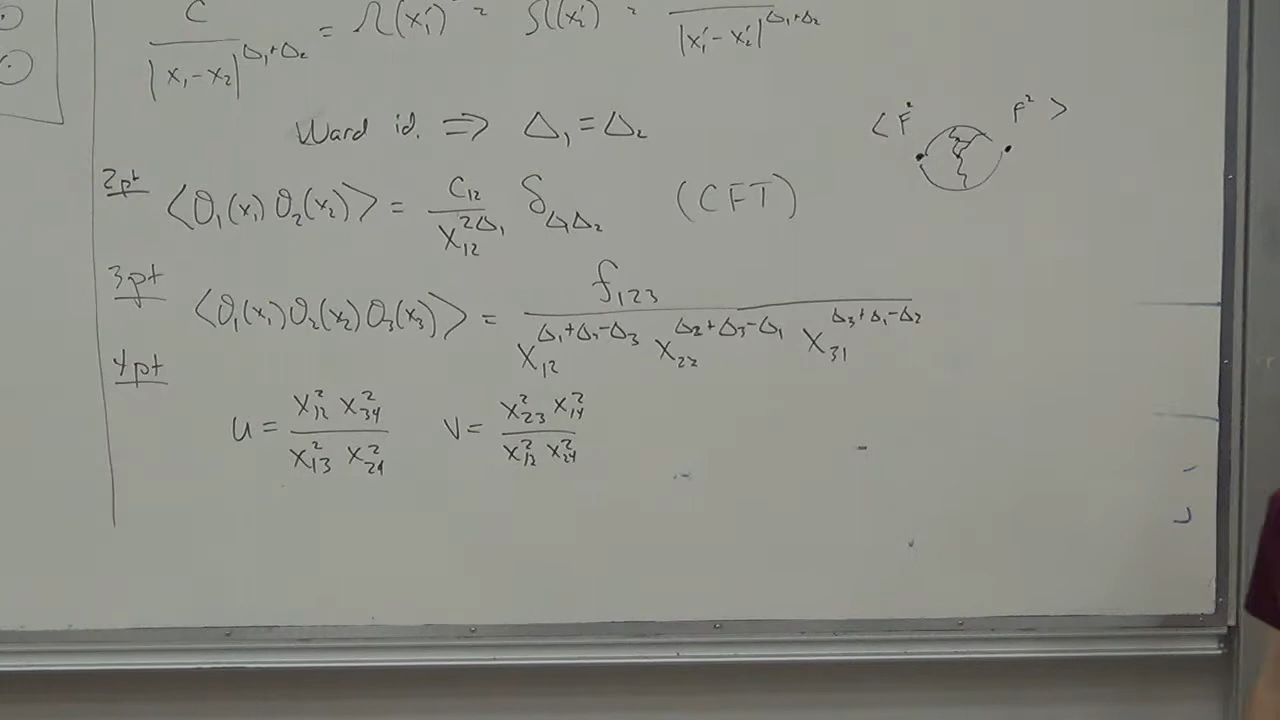 C / |x₁-x₂|^{Δ₁+Δ₂} = Ω(x₁') Ω(x₂') / |x₁'-x₂'|^{Δ₁+Δ₂}
Ward id. ⇒ Δ₁ = Δ₂
⟨F² F²⟩
2pt ⟨O₁(x₁) O₂(x₂)⟩ = C₁₂ / x₁₂^{2Δ₁} δ_{Δ₁Δ₂} (CFT)
3pt ⟨O₁(x₁) O₂(x₂) O₃(x₃)⟩ = f₁₂₃ / x₁₂^{Δ₁+Δ₂-Δ₃} x₂₂^{Δ₂+Δ₃-Δ₁} x₃₁^{Δ₃+Δ₁-Δ₂}
4pt
u = x₁₂² x₃₄² / x₁₃² x₂₄² v = x₂₃² x₁₄² / x₁₂² x₂₄²